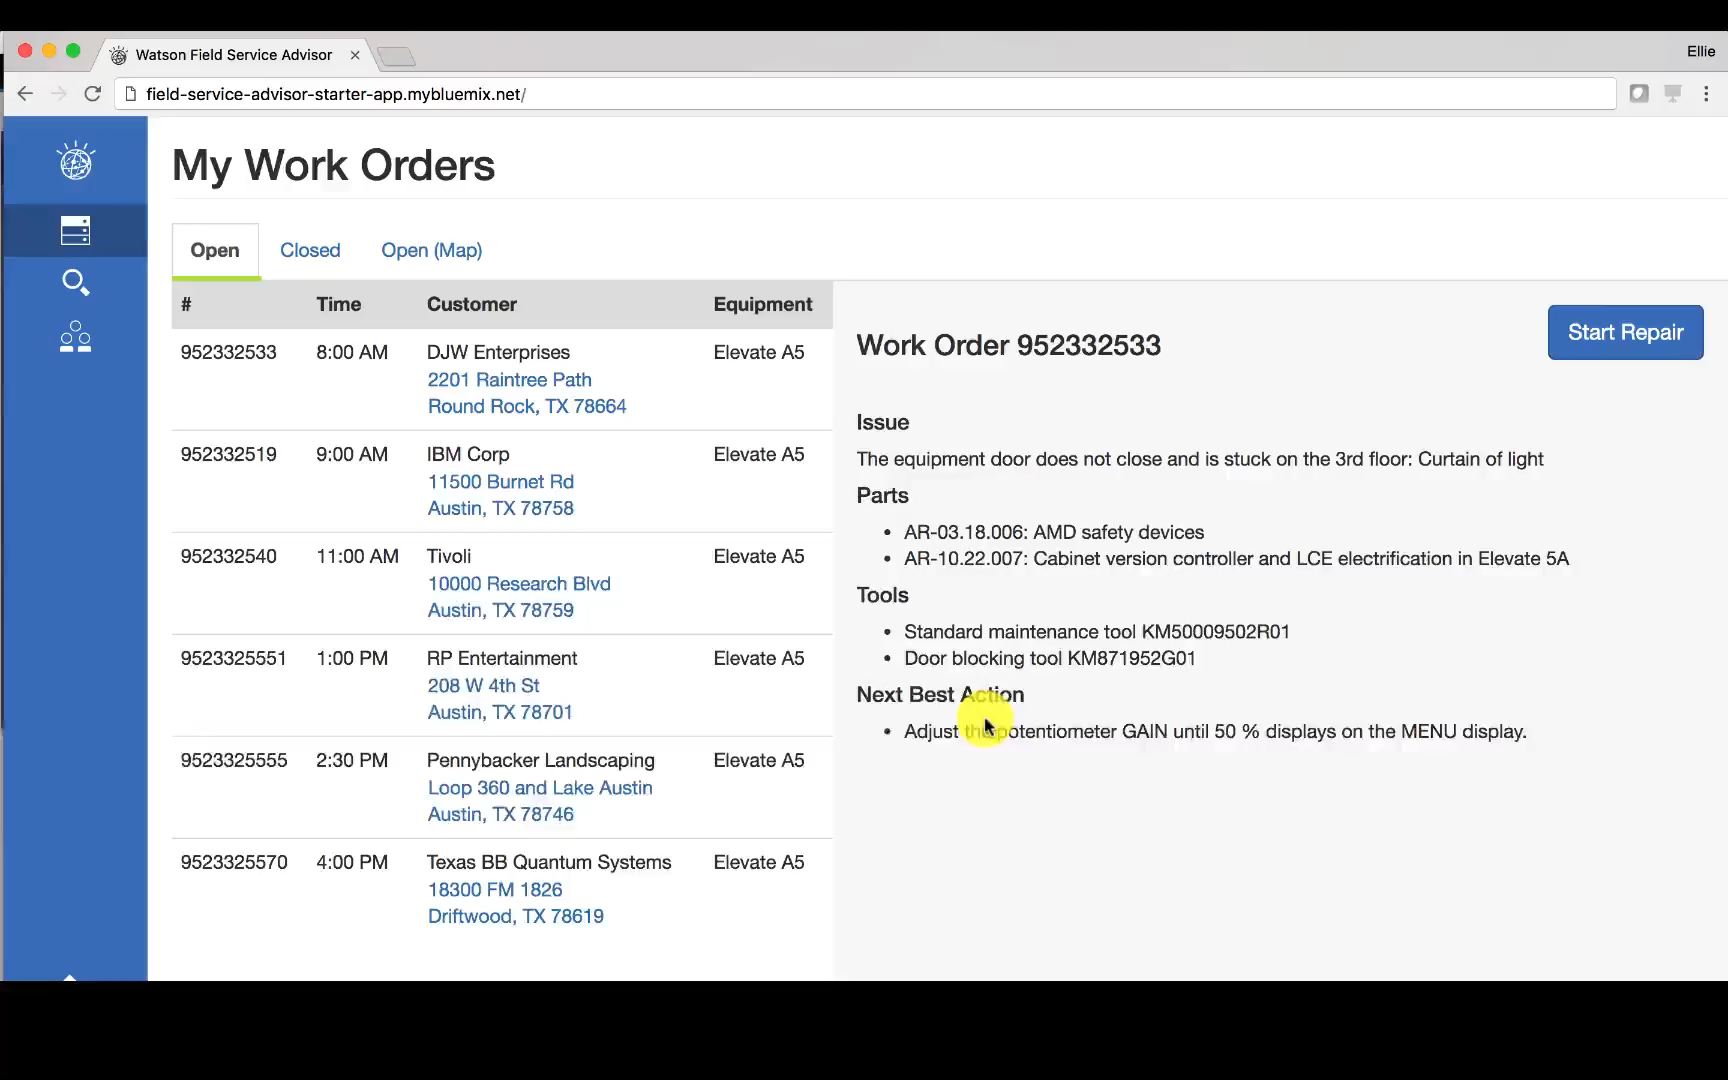 Watson Field Service Advisor
Ellie
field-service-advisor-starter-app.mybluemix.net/
My Work Orders
Open Closed Open (Map)
# Time Customer Equipment
952332533 8:00 AM DJW Enterprises Elevate A5
2201 Raintree Path
Round Rock, TX 78664
952332519 9:00 AM IBM Corp Elevate A5
11500 Burnet Rd
Austin, TX 78758
952332540 11:00 AM Tivoli Elevate A5
10000 Research Blvd
Austin, TX 78759
9523325551 1:00 PM RP Entertainment Elevate A5
208 W 4th St
Austin, TX 78701
9523325555 2:30 PM Pennybacker Landscaping Elevate A5
Loop 360 and Lake Austin
Austin, TX 78746
9523325570 4:00 PM Texas BB Quantum Systems Elevate A5
18300 FM 1826
Driftwood, TX 78619
Work Order 952332533
Start Repair
Issue
The equipment door does not close and is stuck on the 3rd floor: Curtain of light
Parts
• AR-03.18.006: AMD safety devices
• AR-10.22.007: Cabinet version controller and LCE electrification in Elevate 5A
Tools
• Standard maintenance tool KM50009502R01
• Door blocking tool KM871952G01
Next Best Action
• Adjust the potentiometer GAIN until 50 % displays on the MENU display.